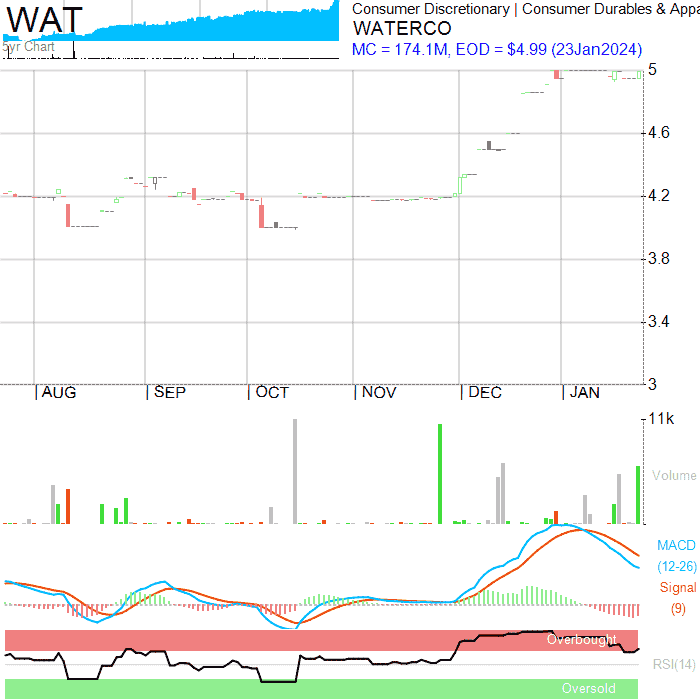 WAT
5yr Chart
Consumer Discretionary | Consumer Durables & Appa
WATERCO
MC = 174.1M, EOD = $4.99 (23Jan2024)
5
4.6
4.2
3.8
3.4
3
AUG
SEP
OCT
NOV
DEC
JAN
11k
Volume
MACD
(12-26)
Signal
(9)
Overbought
RSI(14)
Oversold